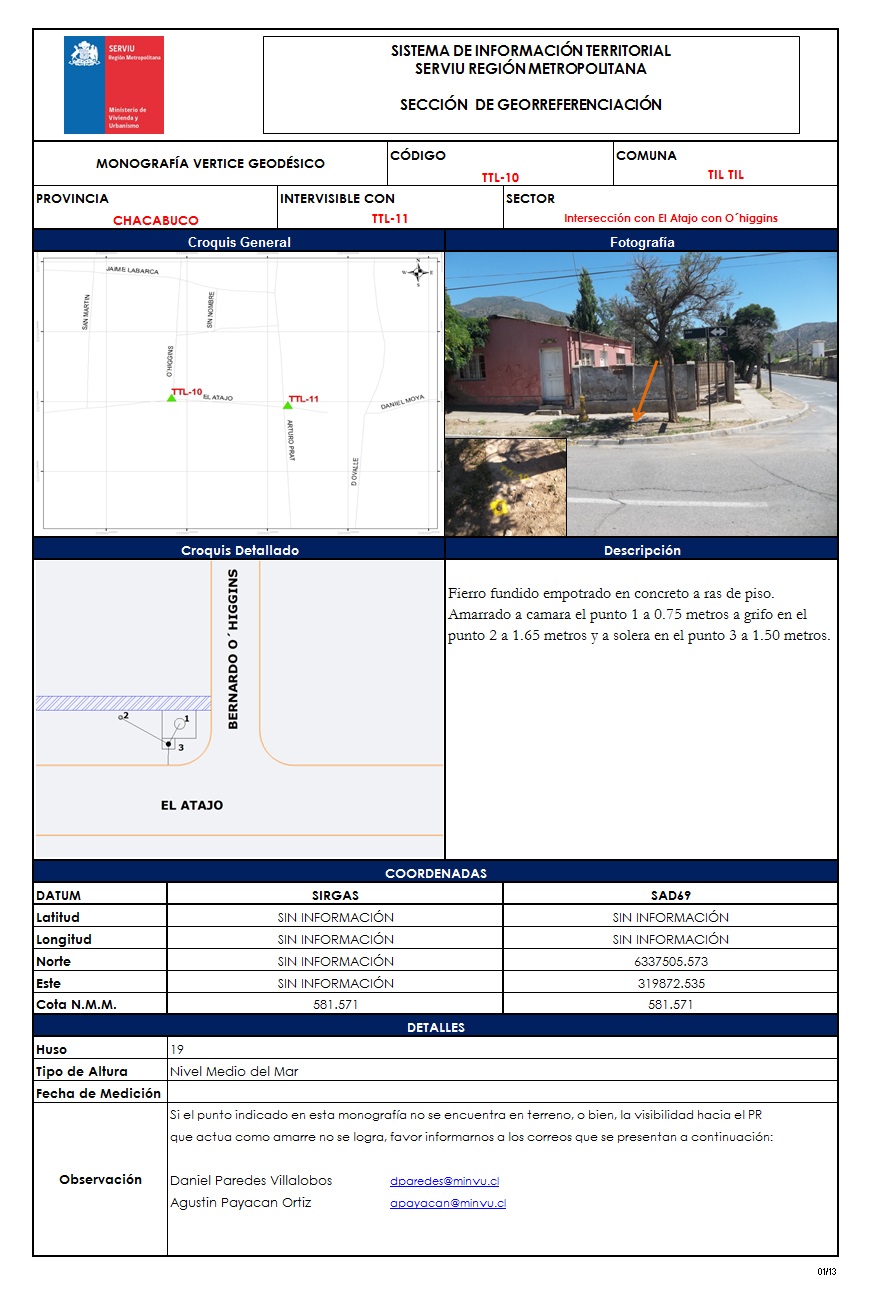 SERVIU
Región Metropolitana
Ministerio de
Vivienda y
Urbanismo
SISTEMA DE INFORMACIÓN TERRITORIAL
SERVIU REGIÓN METROPOLITANA
SECCIÓN DE GEORREFERENCIACIÓN
MONOGRAFÍA VERTICE GEODÉSICO
CÓDIGO
TTL-10
COMUNA
TIL TIL
PROVINCIA
CHACABUCO
INTERVISIBLE CON
TTL-11
SECTOR
Intersección con El Atajo con O´higgins
Croquis General
Fotografía
JAIME LABARCA
N
W E
S
SAN MARTIN
SIN NOMBRE
O'HIGGINS
TTL-10
EL ATAJO
TTL-11
DANIEL MOYA
ARTURO PRAT
D OVALLE
Croquis Detallado
Descripción
BERNARDO O´HIGGINS
2
1
3
EL ATAJO
Fierro fundido empotrado en concreto a ras de piso.
Amarrado a camara el punto 1 a 0.75 metros a grifo en el
punto 2 a 1.65 metros y a solera en el punto 3 a 1.50 metros.
COORDENADAS
DATUM SIRGAS SAD69
Latitud SIN INFORMACIÓN SIN INFORMACIÓN
Longitud SIN INFORMACIÓN SIN INFORMACIÓN
Norte SIN INFORMACIÓN 6337505.573
Este SIN INFORMACIÓN 319872.535
Cota N.M.M. 581.571 581.571
DETALLES
Huso 19
Tipo de Altura Nivel Medio del Mar
Fecha de Medición
Observación
Si el punto indicado en esta monografía no se encuentra en terreno, o bien, la visibilidad hacia el PR
que actua como amarre no se logra, favor informarnos a los correos que se presentan a continuación:
Daniel Paredes Villalobos dparedes@minvu.cl
Agustin Payacan Ortiz apayacan@minvu.cl
01/13